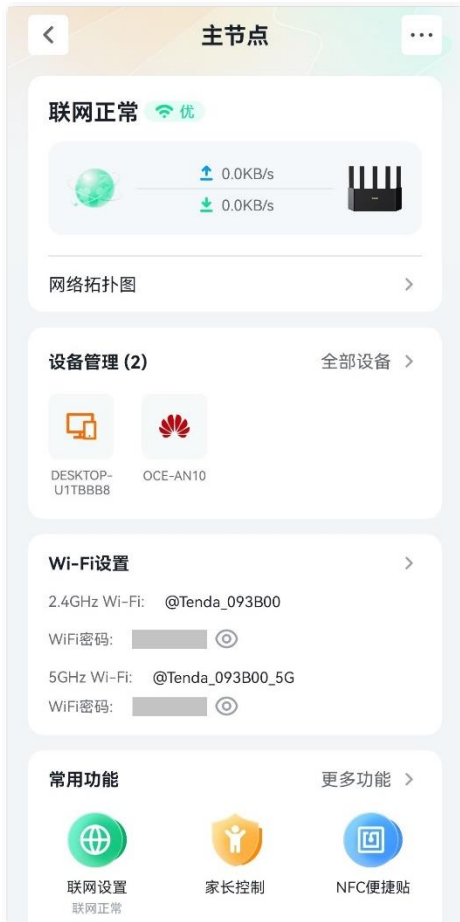 主节点
联网正常 优
0.0KB/s
0.0KB/s
网络拓扑图
设备管理 (2) 全部设备
DESKTOP-
U1TBBB8
OCE-AN10
Wi-Fi设置
2.4GHz Wi-Fi: @Tenda_093B00
WiFi密码:
5GHz Wi-Fi: @Tenda_093B00_5G
WiFi密码:
常用功能 更多功能
联网设置 家长控制 NFC便捷贴
联网正常